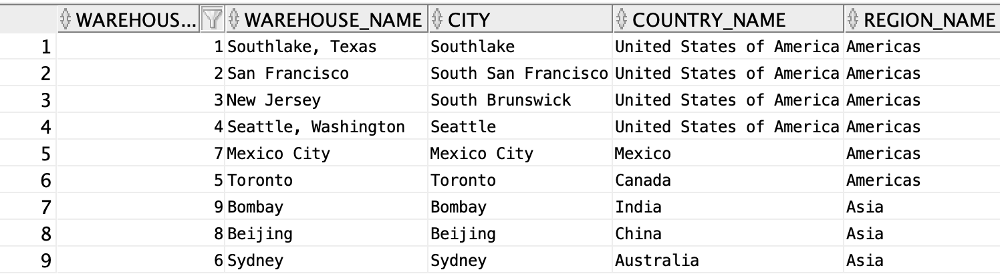 WAREHOUS... WAREHOUSE_NAME CITY COUNTRY_NAME REGION_NAME
1 1 Southlake, Texas Southlake United States of America Americas
2 2 San Francisco South San Francisco United States of America Americas
3 3 New Jersey South Brunswick United States of America Americas
4 4 Seattle, Washington Seattle United States of America Americas
5 7 Mexico City Mexico City Mexico Americas
6 5 Toronto Toronto Canada Americas
7 9 Bombay Bombay India Asia
8 8 Beijing Beijing China Asia
9 6 Sydney Sydney Australia Asia